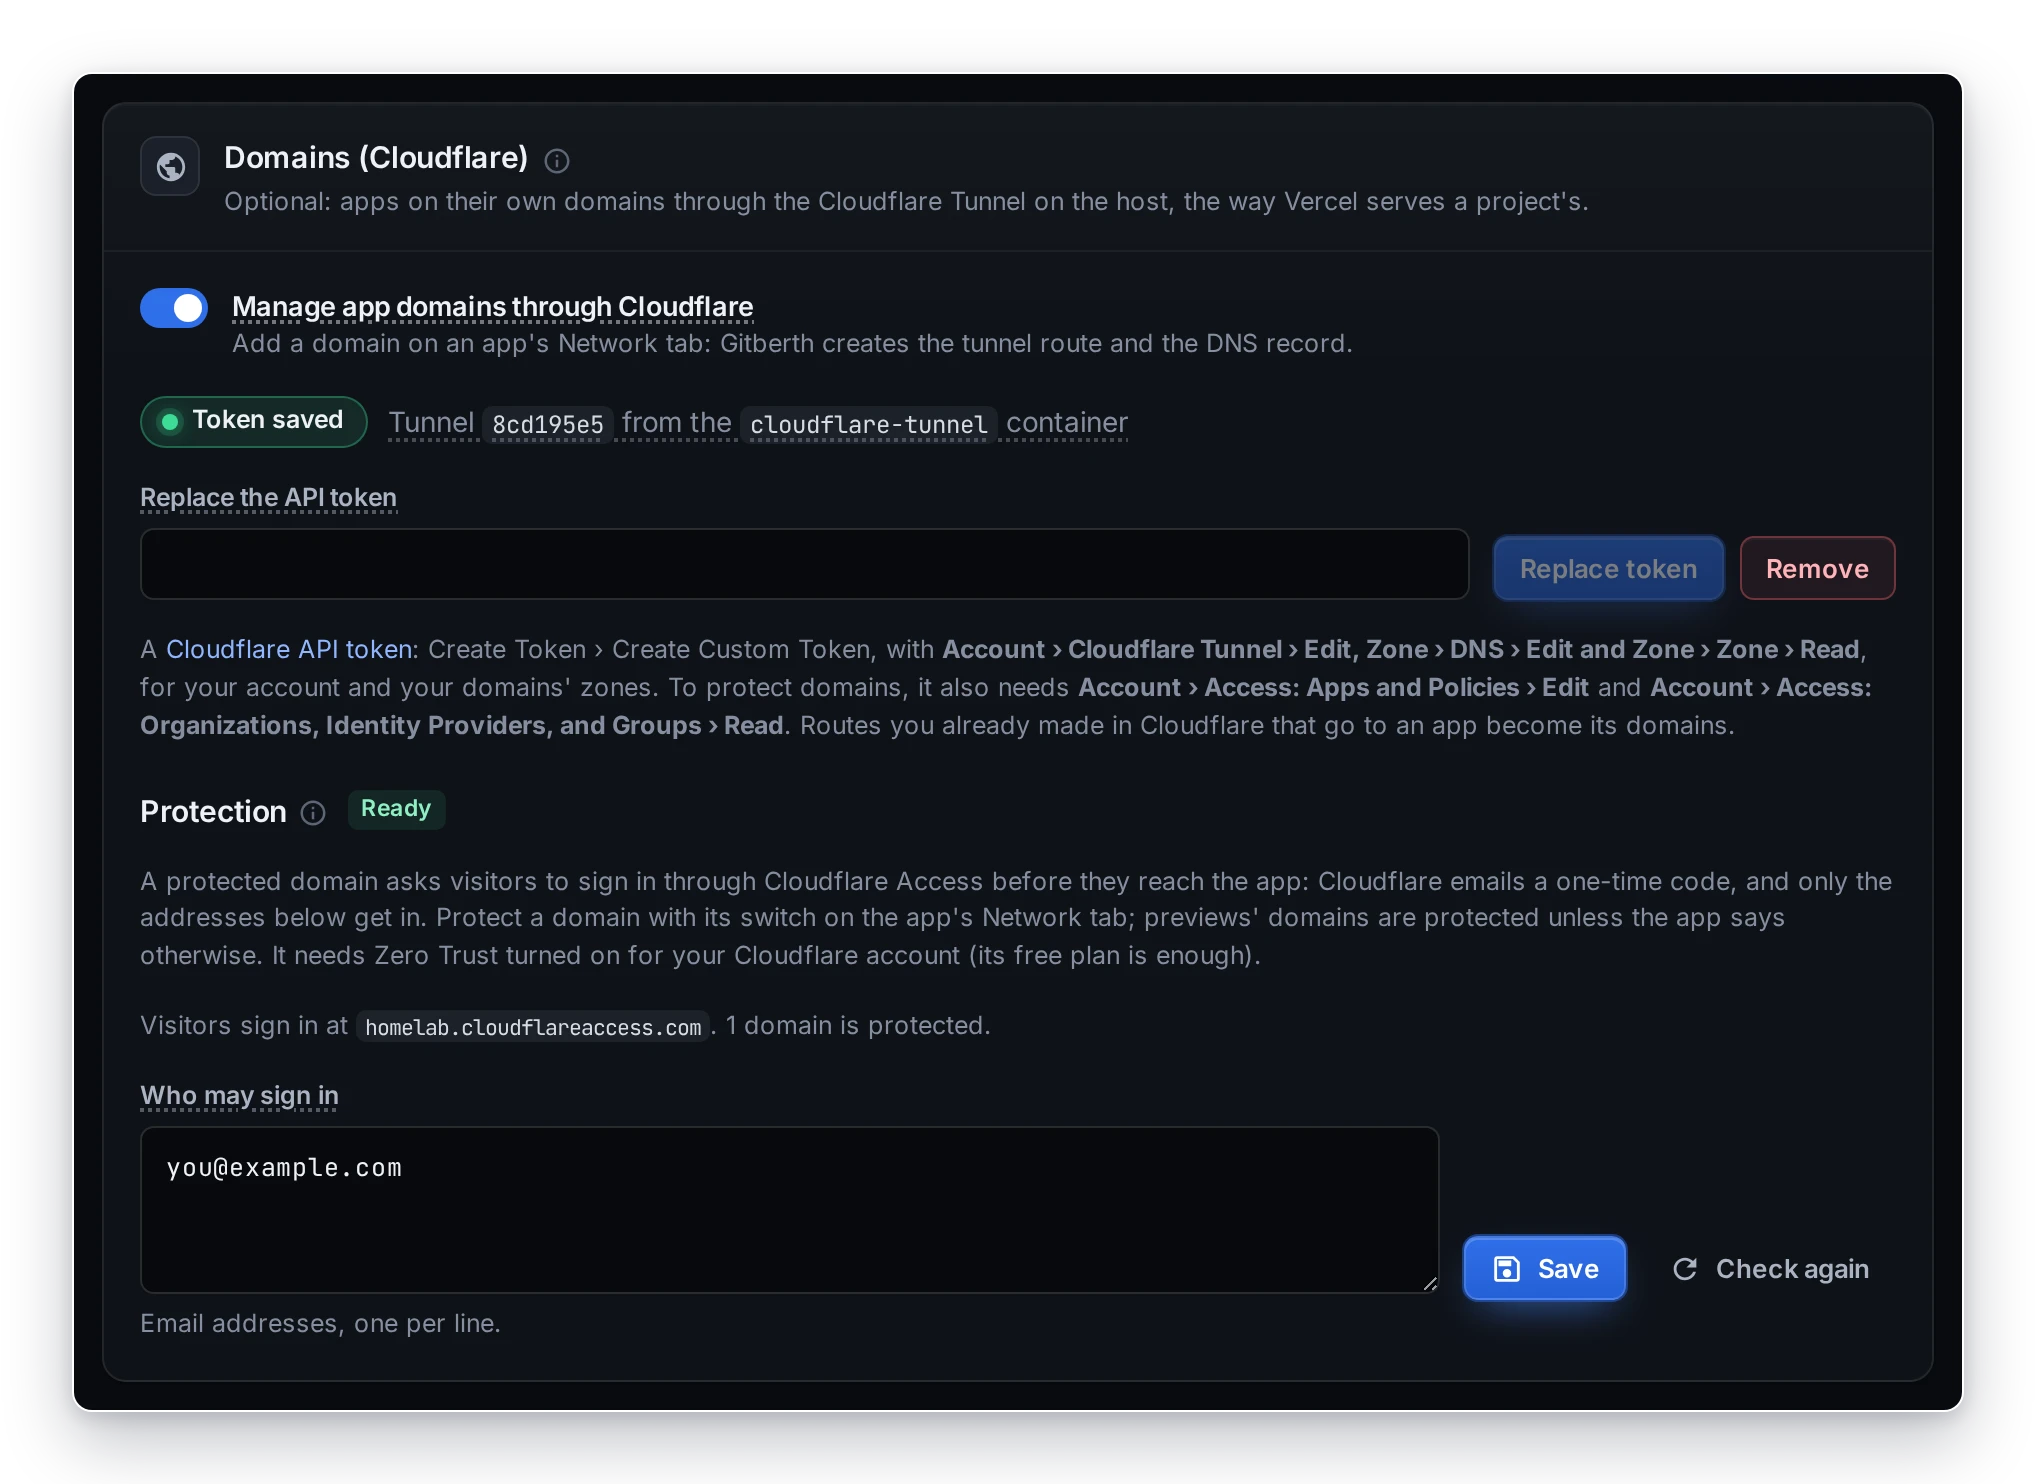 Domains (Cloudflare)
Optional: apps on their own domains through the Cloudflare Tunnel on the host, the way Vercel serves a project's.
Manage app domains through Cloudflare
Add a domain on an app's Network tab: Gitberth creates the tunnel route and the DNS record.
Token saved Tunnel 8cd195e5 from the cloudflare-tunnel container
Replace the API token
Replace token Remove
A Cloudflare API token: Create Token › Create Custom Token, with Account › Cloudflare Tunnel › Edit, Zone › DNS › Edit and Zone › Zone › Read,
for your account and your domains' zones. To protect domains, it also needs Account › Access: Apps and Policies › Edit and Account › Access:
Organizations, Identity Providers, and Groups › Read. Routes you already made in Cloudflare that go to an app become its domains.
Protection Ready
A protected domain asks visitors to sign in through Cloudflare Access before they reach the app: Cloudflare emails a one-time code, and only the
addresses below get in. Protect a domain with its switch on the app's Network tab; previews' domains are protected unless the app says
otherwise. It needs Zero Trust turned on for your Cloudflare account (its free plan is enough).
Visitors sign in at homelab.cloudflareaccess.com. 1 domain is protected.
Who may sign in
you@example.com
Save Check again
Email addresses, one per line.